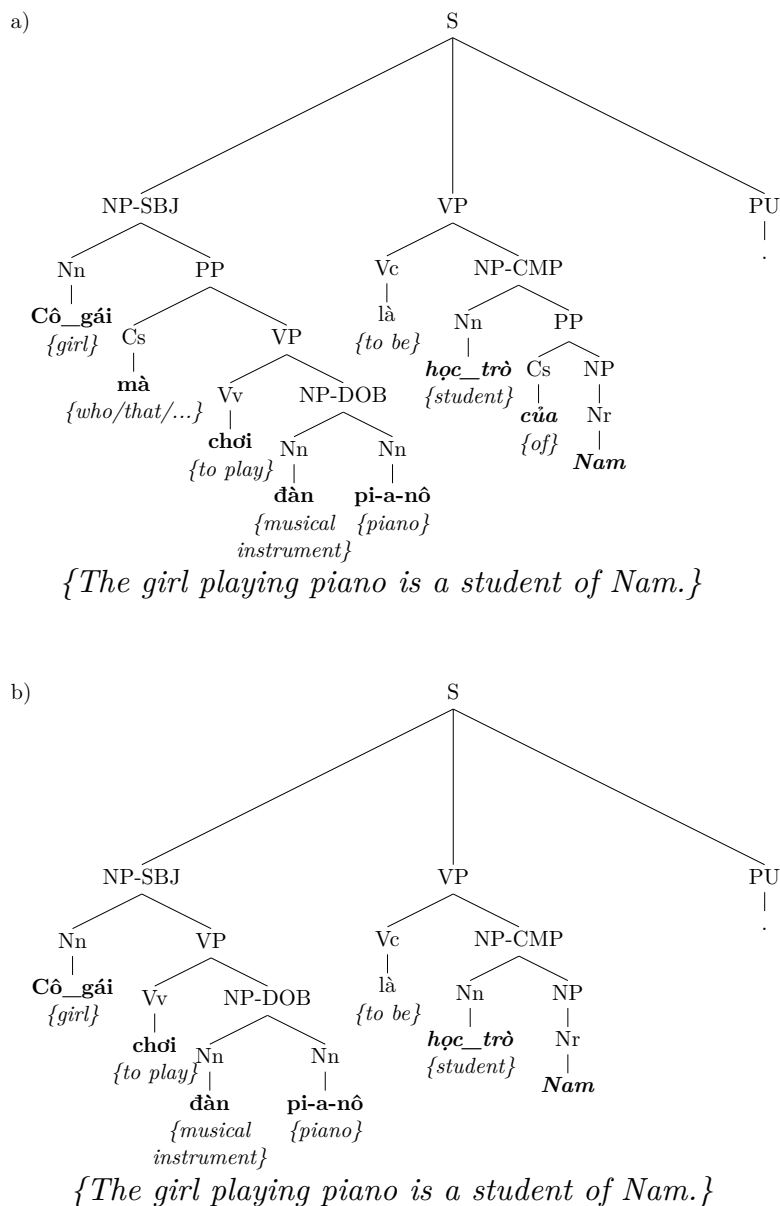 a)
S
NP-SBJ VP PU
Nn PP Vc NP-CMP .
Cô_gái {girl} Cs VP là {to be} Nn PP
mà {who/that/...} Vv NP-DOB học_trò {student} Cs NP
chơi {to play} Nn Nn của {of} Nr
đàn pi-a-nô Nam
{musical {piano}
instrument}
{The girl playing piano is a student of Nam.}
b)
S
NP-SBJ VP PU
Nn VP Vc NP-CMP .
Cô_gái {girl} Vv NP-DOB là {to be} Nn NP
chơi {to play} Nn Nn học_trò {student} Nr
đàn pi-a-nô Nam
{musical {piano}
instrument}
{The girl playing piano is a student of Nam.}